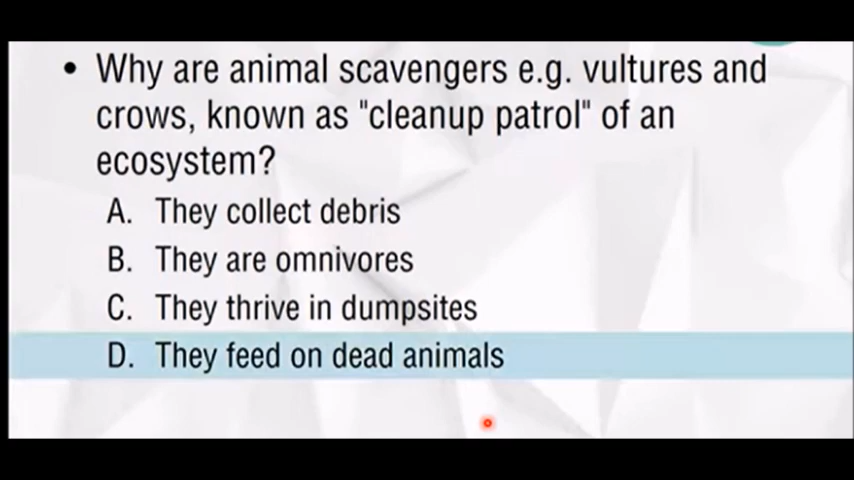 • Why are animal scavengers e.g. vultures and
crows, known as "cleanup patrol" of an
ecosystem?
A. They collect debris
B. They are omnivores
C. They thrive in dumpsites
D. They feed on dead animals